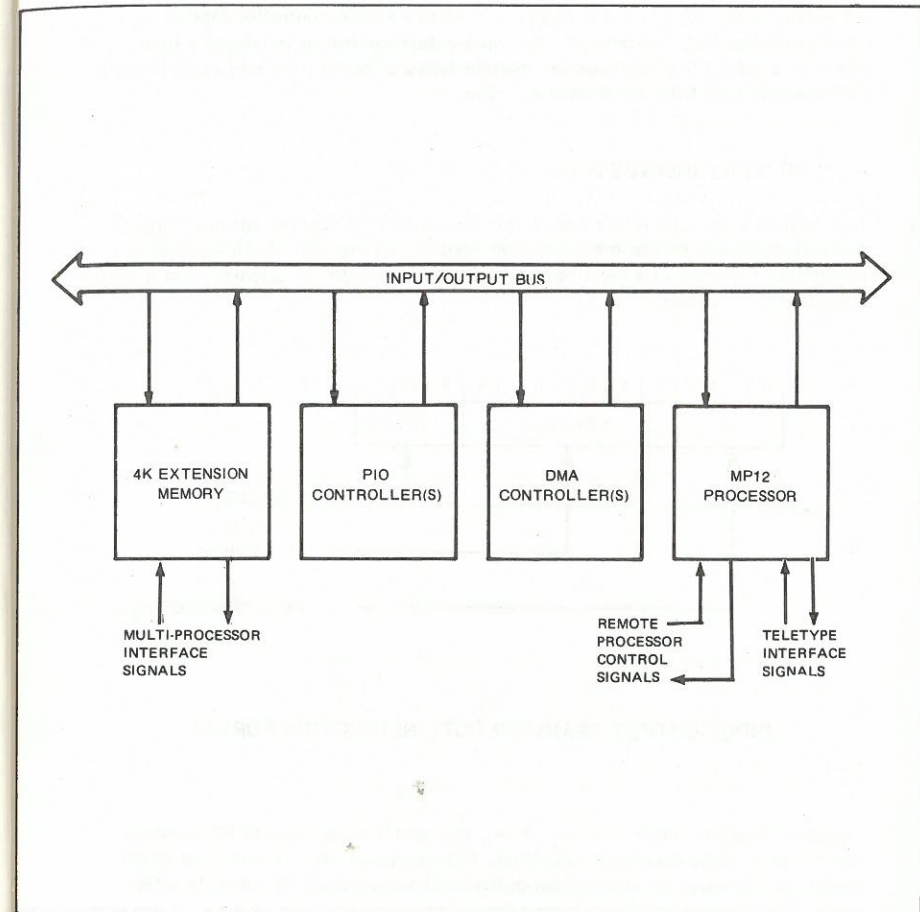 INPUT/OUTPUT BUS
4K EXTENSION
MEMORY
PIO
CONTROLLER(S)
DMA
CONTROLLER(S)
MP12
PROCESSOR
MULTI-PROCESSOR
INTERFACE
SIGNALS
REMOTE
PROCESSOR
CONTROL
SIGNALS
TELETYPE
INTERFACE
SIGNALS